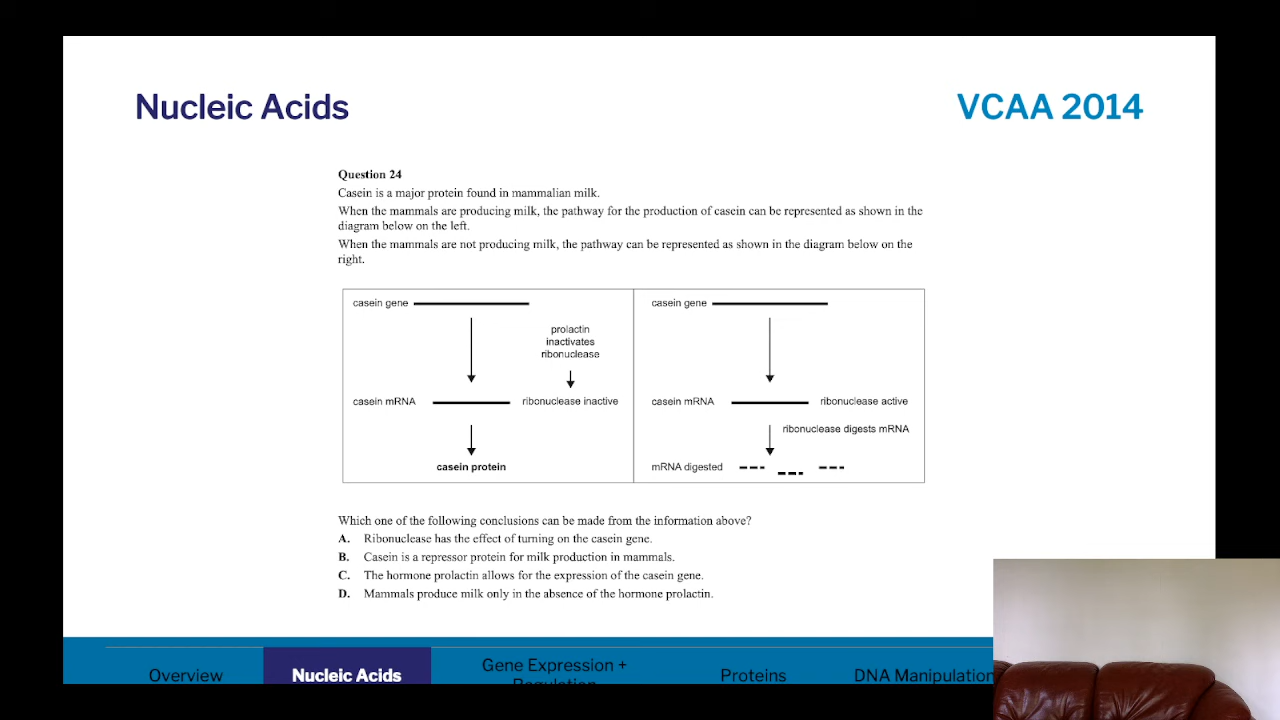 Nucleic Acids
VCAA 2014
Question 24
Casein is a major protein found in mammalian milk.
When the mammals are producing milk, the pathway for the production of casein can be represented as shown in the
diagram below on the left.
When the mammals are not producing milk, the pathway can be represented as shown in the diagram below on the
right.
casein gene
prolactin
inactivates
ribonuclease
casein mRNA
ribonuclease inactive
casein protein
casein gene
casein mRNA
ribonuclease active
ribonuclease digests mRNA
mRNA digested
Which one of the following conclusions can be made from the information above?
A. Ribonuclease has the effect of turning on the casein gene.
B. Casein is a repressor protein for milk production in mammals.
C. The hormone prolactin allows for the expression of the casein gene.
D. Mammals produce milk only in the absence of the hormone prolactin.
Overview
Nucleic Acids
Gene Expression +
Regulation
Proteins
DNA Manipulation